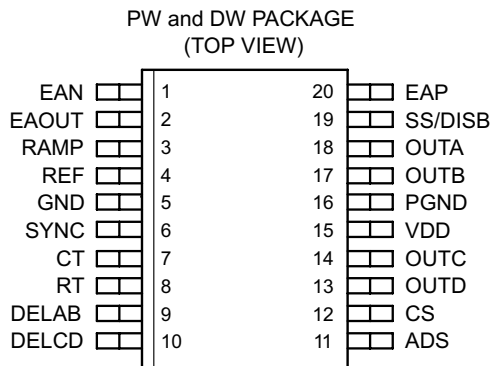 PW and DW PACKAGE
(TOP VIEW)
EAN 1 20 EAP
EAOUT 2 19 SS/DISB
RAMP 3 18 OUTA
REF 4 17 OUTB
GND 5 16 PGND
SYNC 6 15 VDD
CT 7 14 OUTC
RT 8 13 OUTD
DELAB 9 12 CS
DELCD 10 11 ADS